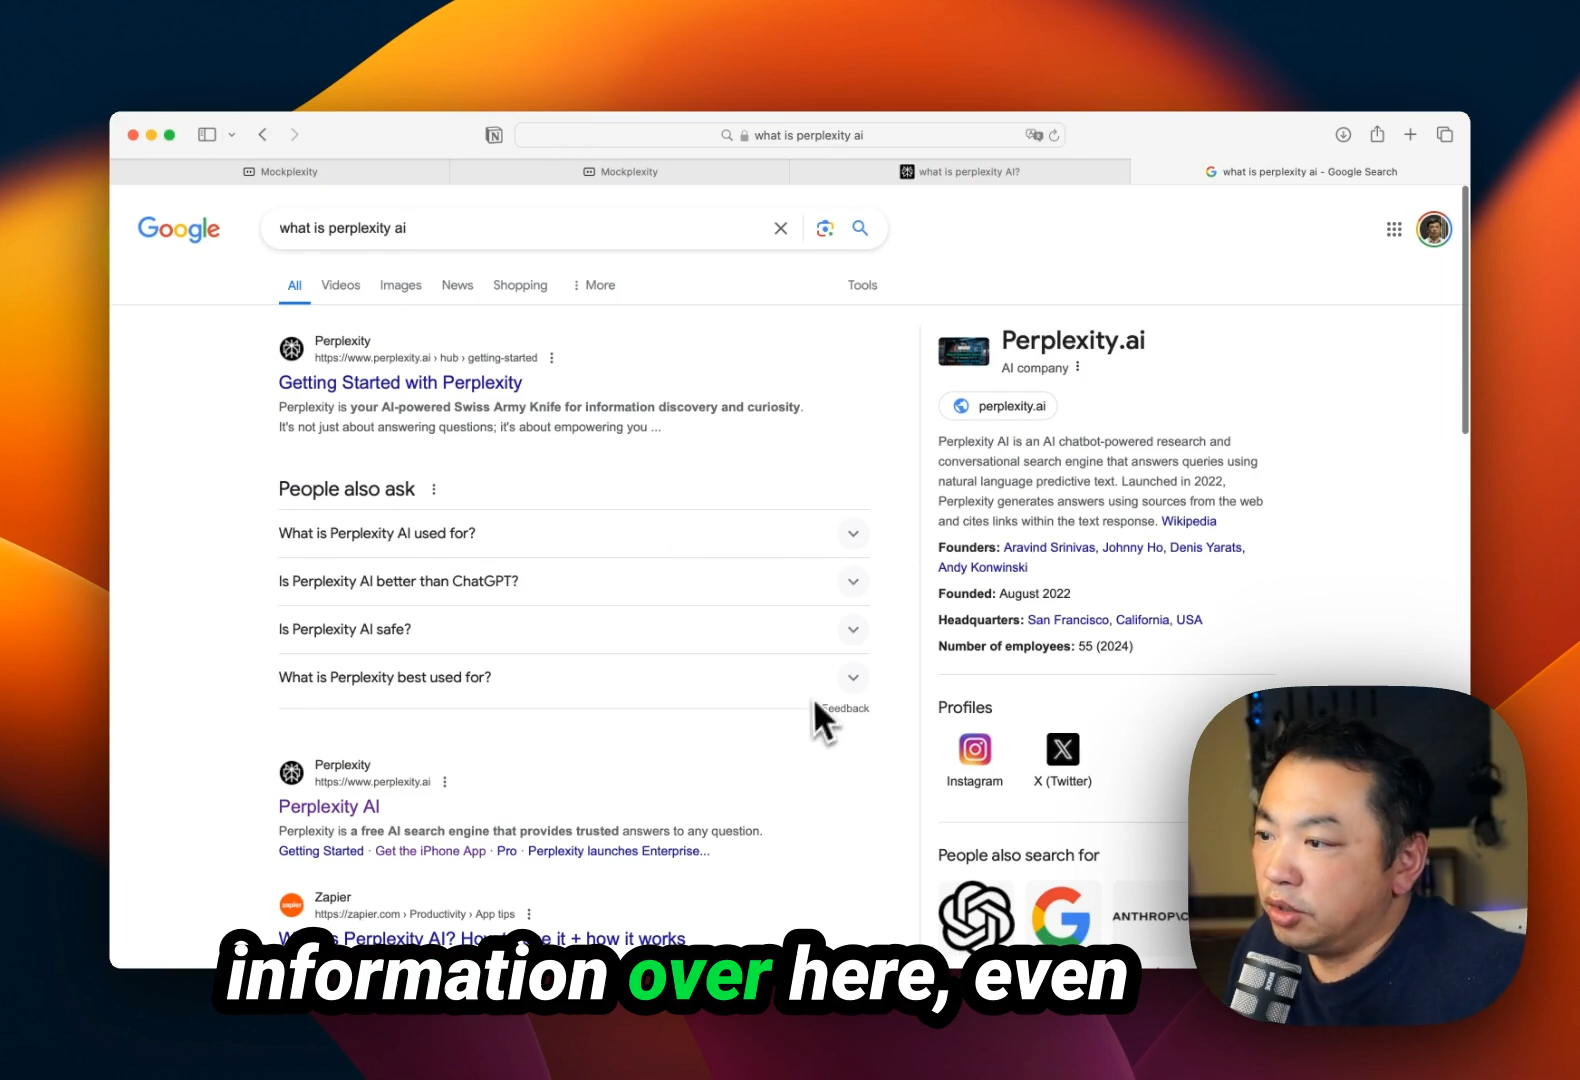 what is perplexity ai
Mockplexity
Mockplexity
what is perplexity AI?
what is perplexity ai - Google Search
Google
what is perplexity ai
All
Videos
Images
News
Shopping
More
Tools
Perplexity
https://www.perplexity.ai › hub › getting-started
Getting Started with Perplexity
Perplexity is your AI-powered Swiss Army Knife for information discovery and curiosity.
It's not just about answering questions; it's about empowering you ...
People also ask
What is Perplexity AI used for?
Is Perplexity AI better than ChatGPT?
Is Perplexity AI safe?
What is Perplexity best used for?
Feedback
Perplexity
https://www.perplexity.ai
Perplexity AI
Perplexity is a free AI search engine that provides trusted answers to any question.
Getting Started · Get the iPhone App · Pro · Perplexity launches Enterprise...
zapier
Zapier
https://zapier.com › Productivity › App tips
Perplexity AI? How it + how it works
Perplexity.ai
AI company
perplexity.ai
Perplexity AI is an AI chatbot-powered research and
conversational search engine that answers queries using
natural language predictive text. Launched in 2022,
Perplexity generates answers using sources from the web
and cites links within the text response. Wikipedia
Founders: Aravind Srinivas, Johnny Ho, Denis Yarats,
Andy Konwinski
Founded: August 2022
Headquarters: San Francisco, California, USA
Number of employees: 55 (2024)
Profiles
Instagram
X (Twitter)
People also search for
ANTHROP\C
information over here, even